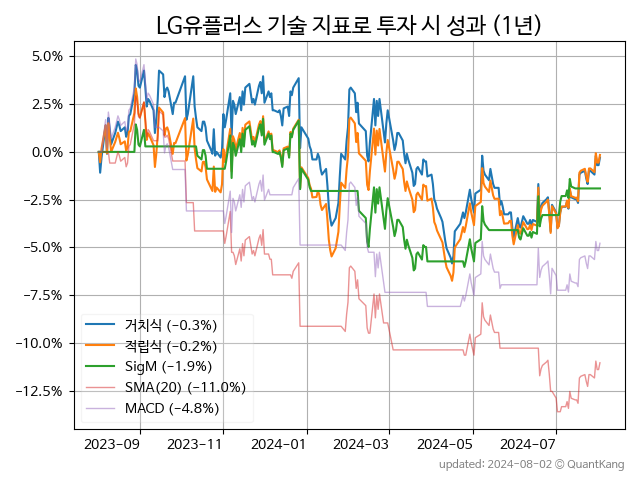 LG유플러스 기술 지표로 투자 시 성과 (1년)
5.0%
2.5%
0.0%
−2.5%
−5.0%
−7.5%
−10.0%
−12.5%
거치식 (−0.3%)
적립식 (−0.2%)
SigM (−1.9%)
SMA(20) (−11.0%)
MACD (−4.8%)
2023-09 2023-11 2024-01 2024-03 2024-05 2024-07
updated: 2024-08-02 © QuantKang